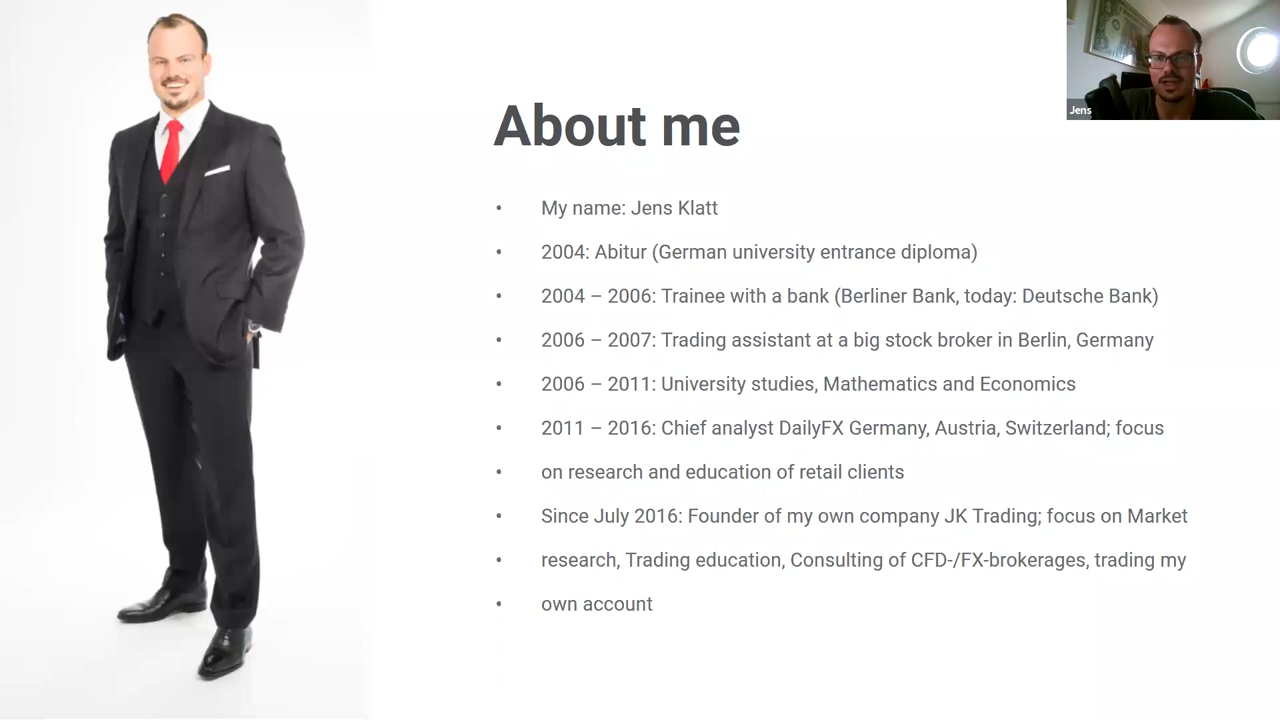 Jens
About me
• My name: Jens Klatt
• 2004: Abitur (German university entrance diploma)
• 2004 – 2006: Trainee with a bank (Berliner Bank, today: Deutsche Bank)
• 2006 – 2007: Trading assistant at a big stock broker in Berlin, Germany
• 2006 – 2011: University studies, Mathematics and Economics
• 2011 – 2016: Chief analyst DailyFX Germany, Austria, Switzerland; focus
• on research and education of retail clients
• Since July 2016: Founder of my own company JK Trading; focus on Market
• research, Trading education, Consulting of CFD-/FX-brokerages, trading my
• own account